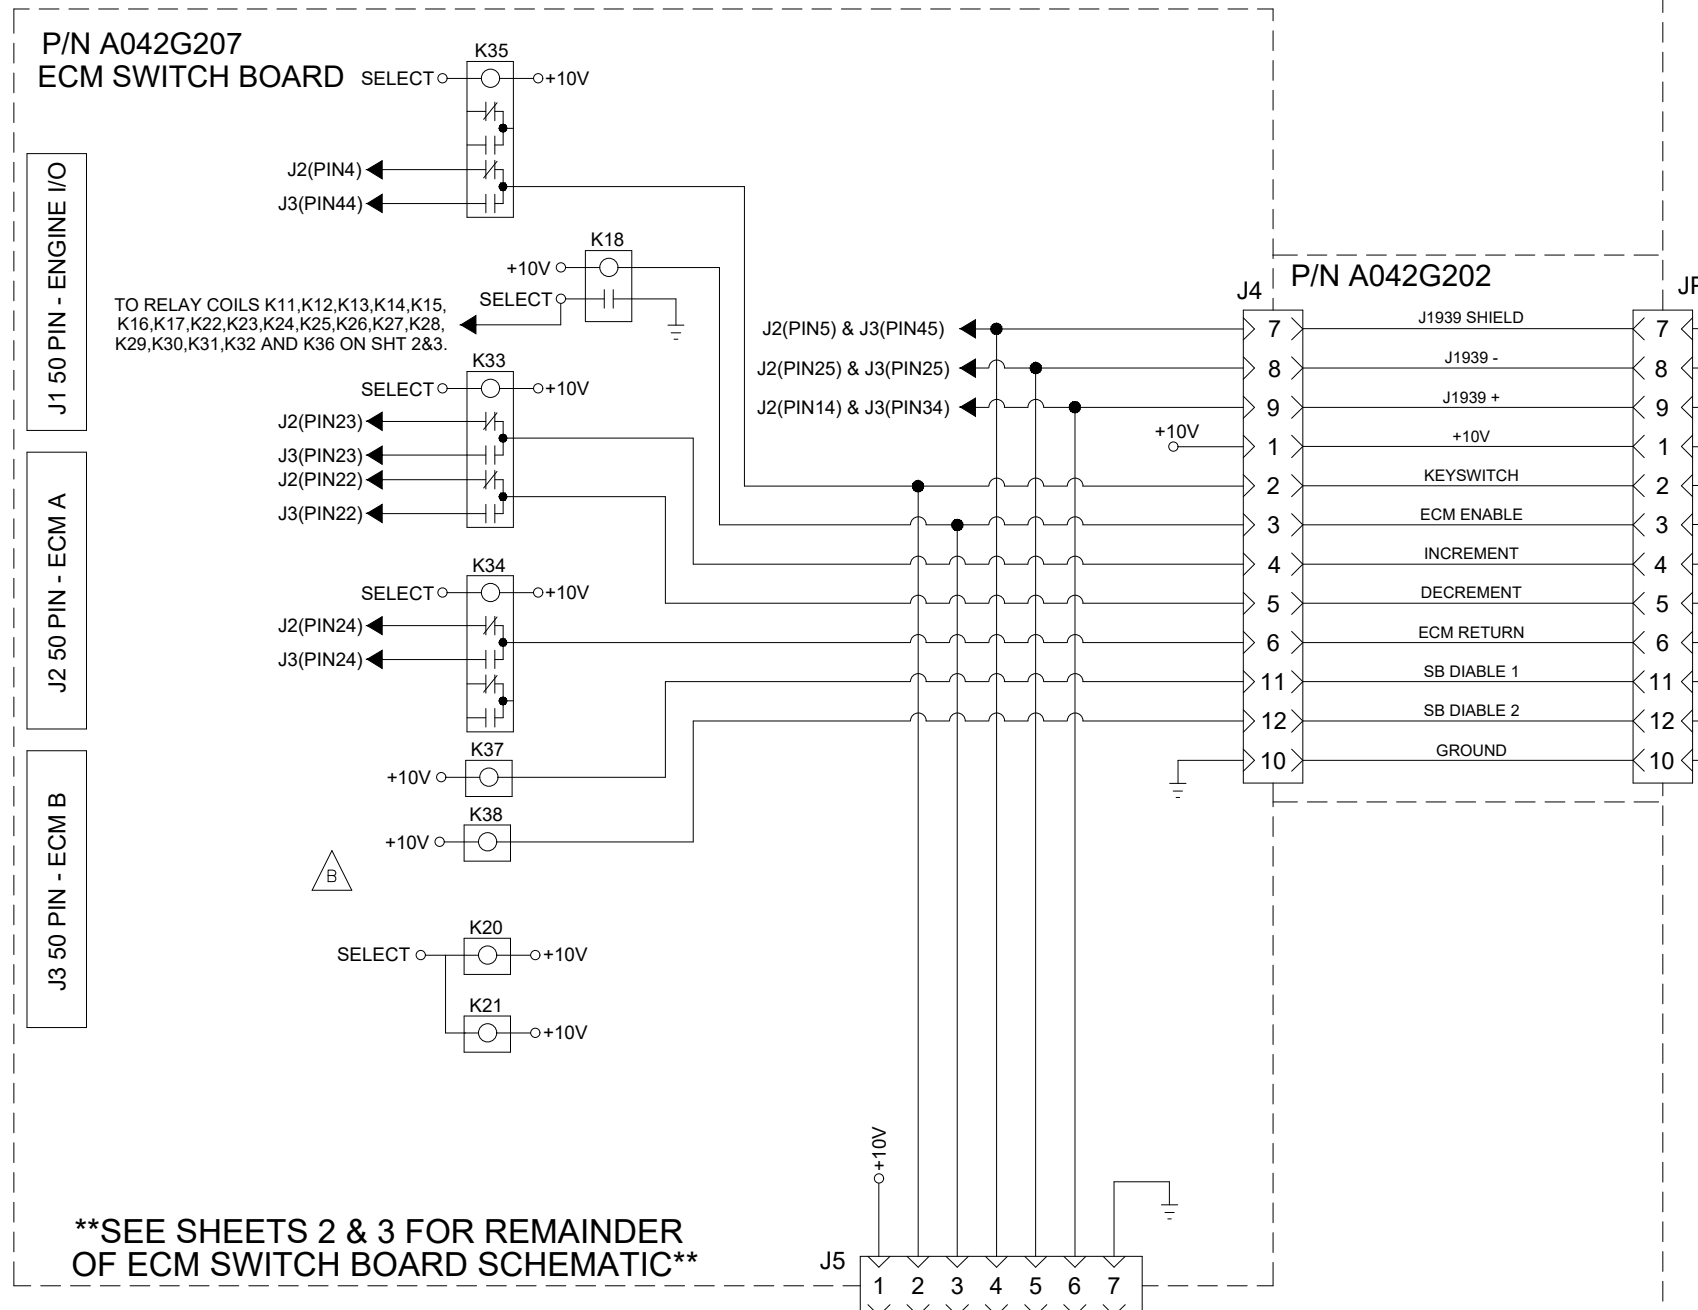 P/N A042G207
ECM SWITCH BOARD
K35
SELECT
+10V
J2(PIN4)
J3(PIN44)
J1 50 PIN - ENGINE I/O
K18
+10V
SELECT
TO RELAY COILS K11,K12,K13,K14,K15,
K16,K17,K22,K23,K24,K25,K26,K27,K28,
K29,K30,K31,K32 AND K36 ON SHT 2&3.
K33
SELECT
+10V
J2(PIN23)
J3(PIN23)
J2(PIN22)
J3(PIN22)
J2 50 PIN - ECM A
K34
SELECT
+10V
J2(PIN24)
J3(PIN24)
K37
+10V
K38
+10V
B
J3 50 PIN - ECM B
K20
SELECT
+10V
K21
+10V
J2(PIN5) & J3(PIN45)
J2(PIN25) & J3(PIN25)
J2(PIN14) & J3(PIN34)
+10V
J4
P/N A042G202
JP
7 J1939 SHIELD 7
8 J1939 - 8
9 J1939 + 9
1 +10V 1
2 KEYSWITCH 2
3 ECM ENABLE 3
4 INCREMENT 4
5 DECREMENT 5
6 ECM RETURN 6
11 SB DIABLE 1 11
12 SB DIABLE 2 12
10 GROUND 10
**SEE SHEETS 2 & 3 FOR REMAINDER
OF ECM SWITCH BOARD SCHEMATIC**
+10V
J5
1 2 3 4 5 6 7